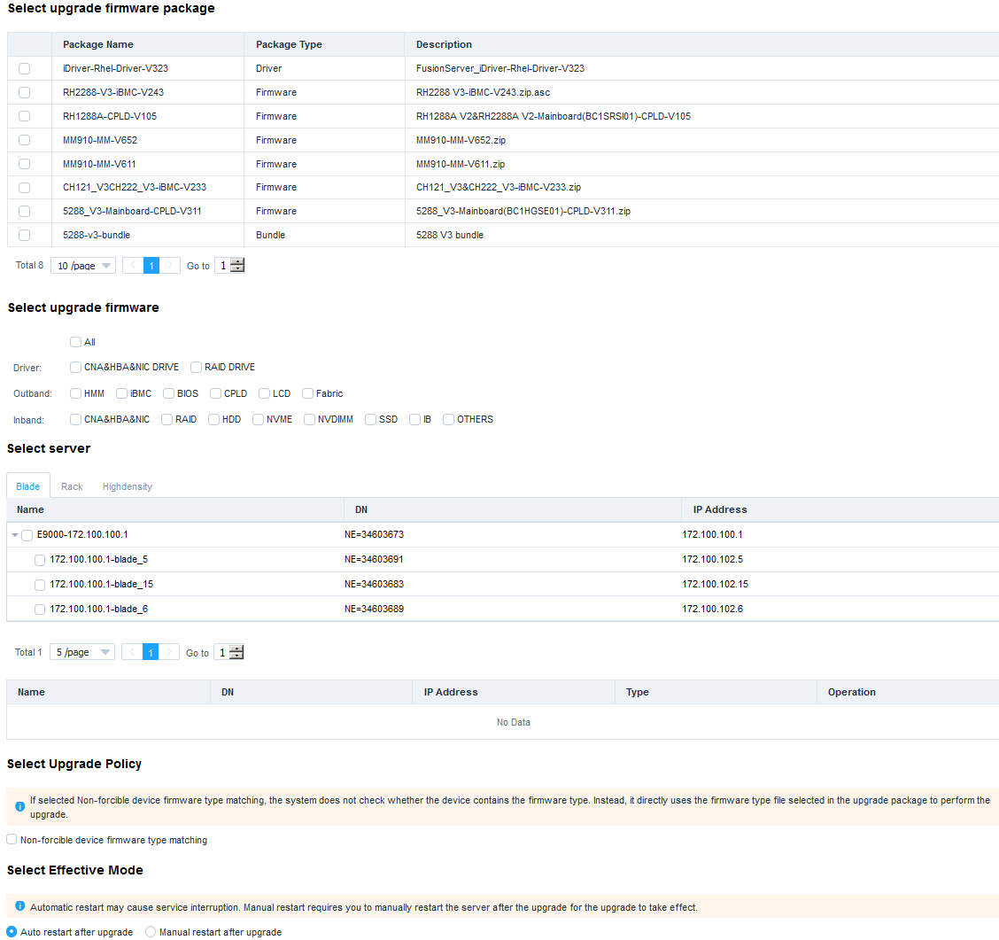 Select upgrade firmware package
Package Name Package Type Description
iDriver-Rhel-Driver-V323 Driver FusionServer_iDriver-Rhel-Driver-V323
RH2288-V3-iBMC-V243 Firmware RH2288 V3-iBMC-V243.zip.asc
RH1288A-CPLD-V105 Firmware RH1288A V2&RH2288A V2-Mainboard(BC1SRSI01)-CPLD-V105
MM910-MM-V652 Firmware MM910-MM-V652.zip
MM910-MM-V611 Firmware MM910-MM-V611.zip
CH121_V3CH222_V3-iBMC-V233 Firmware CH121_V3&CH222_V3-iBMC-V233.zip
5288_V3-Mainboard-CPLD-V311 Firmware 5288_V3-Mainboard(BC1HGSE01)-CPLD-V311.zip
5288-v3-bundle Bundle 5288 V3 bundle
Total 8 10 /page 1 Go to 1
Select upgrade firmware
All
Driver: CNA&HBA&NIC DRIVE RAID DRIVE
Outband: HMM iBMC BIOS CPLD LCD Fabric
Inband: CNA&HBA&NIC RAID HDD NVME NVDIMM SSD IB OTHERS
Select server
Blade Rack Highdensity
Name DN IP Address
E9000-172.100.100.1 NE=34603673 172.100.100.1
172.100.100.1-blade_5 NE=34603691 172.100.102.5
172.100.100.1-blade_15 NE=34603683 172.100.102.15
172.100.100.1-blade_6 NE=34603689 172.100.102.6
Total 1 5 /page 1 Go to 1
Name DN IP Address Type Operation
No Data
Select Upgrade Policy
If selected Non-forcible device firmware type matching, the system does not check whether the device contains the firmware type. Instead, it directly uses the firmware type file selected in the upgrade package to perform the
upgrade.
Non-forcible device firmware type matching
Select Effective Mode
Automatic restart may cause service interruption. Manual restart requires you to manually restart the server after the upgrade for the upgrade to take effect.
Auto restart after upgrade Manual restart after upgrade